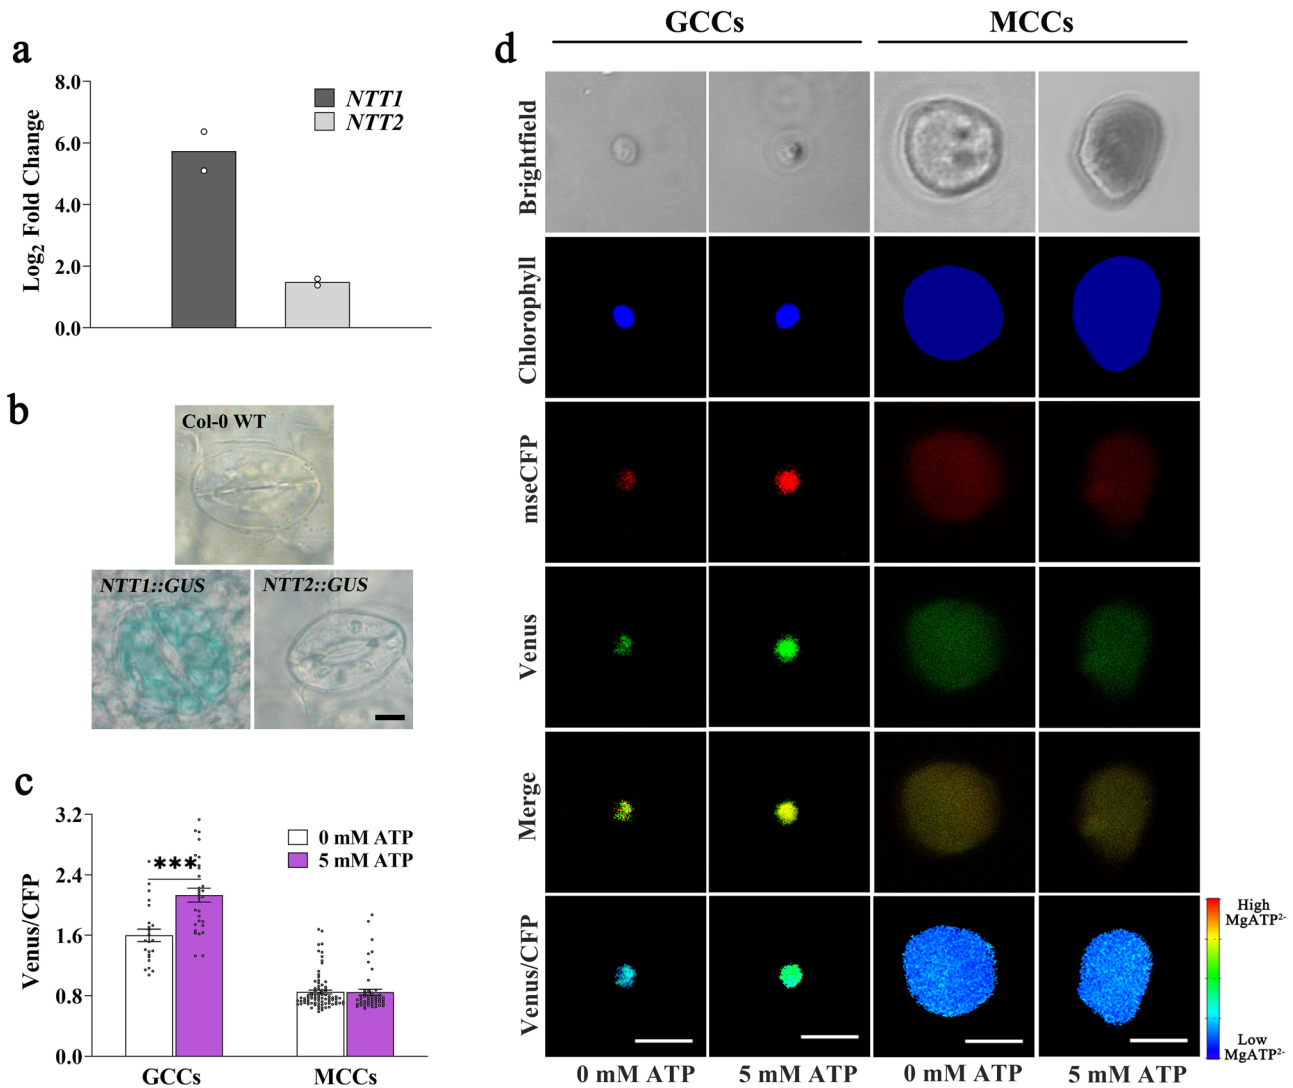 a
8.0
6.0
4.0
2.0
0.0
Log2 Fold Change
NTT1
NTT2
b
Col-0 WT
NTT1::GUS
NTT2::GUS
c
3.2
2.4
1.6
0.8
0.0
Venus/CFP
***
0 mM ATP
5 mM ATP
GCCs
MCCs
d
GCCs
MCCs
Brightfield
Chlorophyll
mseCFP
Venus
Merge
Venus/CFP
0 mM ATP
5 mM ATP
0 mM ATP
5 mM ATP
High
MgATP2-
Low
MgATP2-